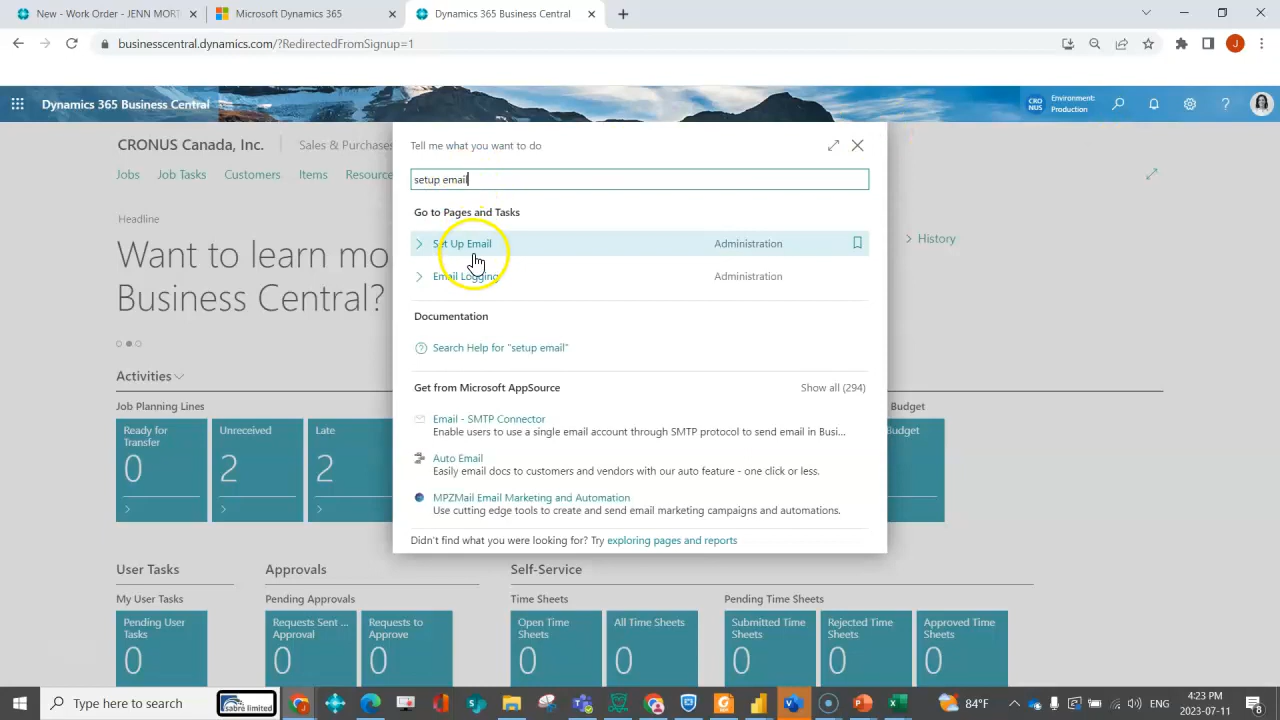 New - Work Order - JENN MORT
Microsoft Dynamics 365
Dynamics 365 Business Central
businesscentral.dynamics.com/?RedirectedFromSignup=1
Dynamics 365 Business Central
CRO
NUS
Environment:
Production
CRONUS Canada, Inc.
Sales & Purchases
Jobs
Job Tasks
Customers
Items
Resource
Tell me what you want to do
setup email
Go to Pages and Tasks
Set Up Email
Administration
Email Logging
Administration
Documentation
Search Help for "setup email"
Get from Microsoft AppSource
Show all (294)
Email - SMTP Connector
Enable users to use a single email account through SMTP protocol to send email in Busi...
Auto Email
Easily email docs to customers and vendors with our auto feature - one click or less.
MPZMail Email Marketing and Automation
Use cutting edge tools to create and send email marketing campaigns and automations.
Didn't find what you were looking for? Try exploring pages and reports
History
Headline
Want to learn mo
Business Central?
Activities
Job Planning Lines
Budget
Ready for
Transfer
0
Unreceived
2
Late
2
Budget
User Tasks
Approvals
Self-Service
My User Tasks
Pending Approvals
Time Sheets
Pending Time Sheets
Pending User
Tasks
0
Requests Sent ...
Approval
0
Requests to
Approve
0
Open Time
Sheets
0
All Time Sheets
0
Submitted Time
Sheets
0
Rejected Time
Sheets
0
Approved Time
Sheets
0
Type here to search
sabre limited
84°F
ENG
4:23 PM
2023-07-11
8